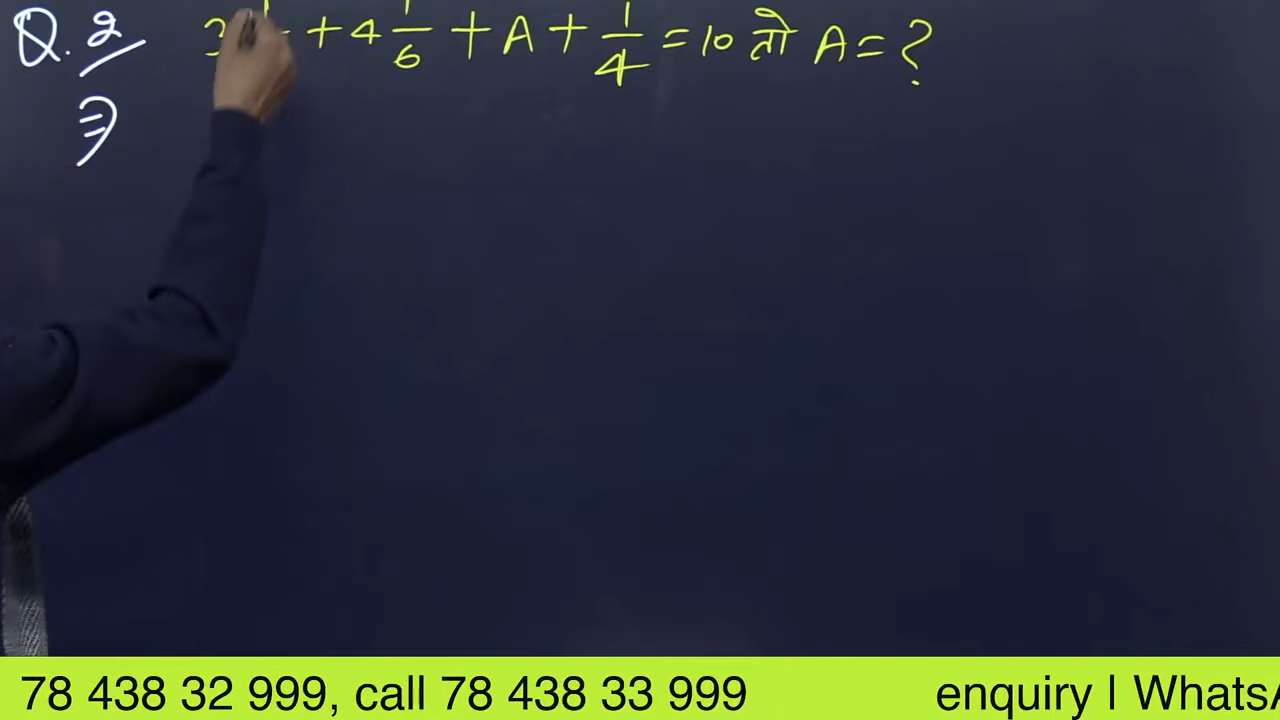 Q. 2 3 + 4 1/6 + A + 1/4 = 10 तो A = ?
⇒
78 438 32 999, call 78 438 33 999 enquiry I Whats